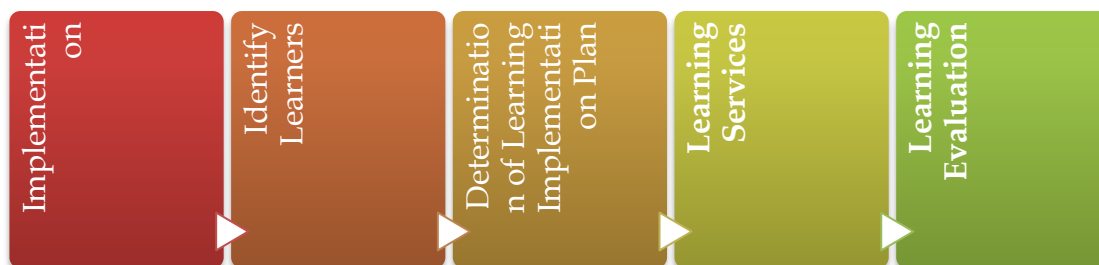 Implementati
on
Identify
Learners
Determinatio
n of Learning
Implementati
on Plan
Learning
Services
Learning
Evaluation